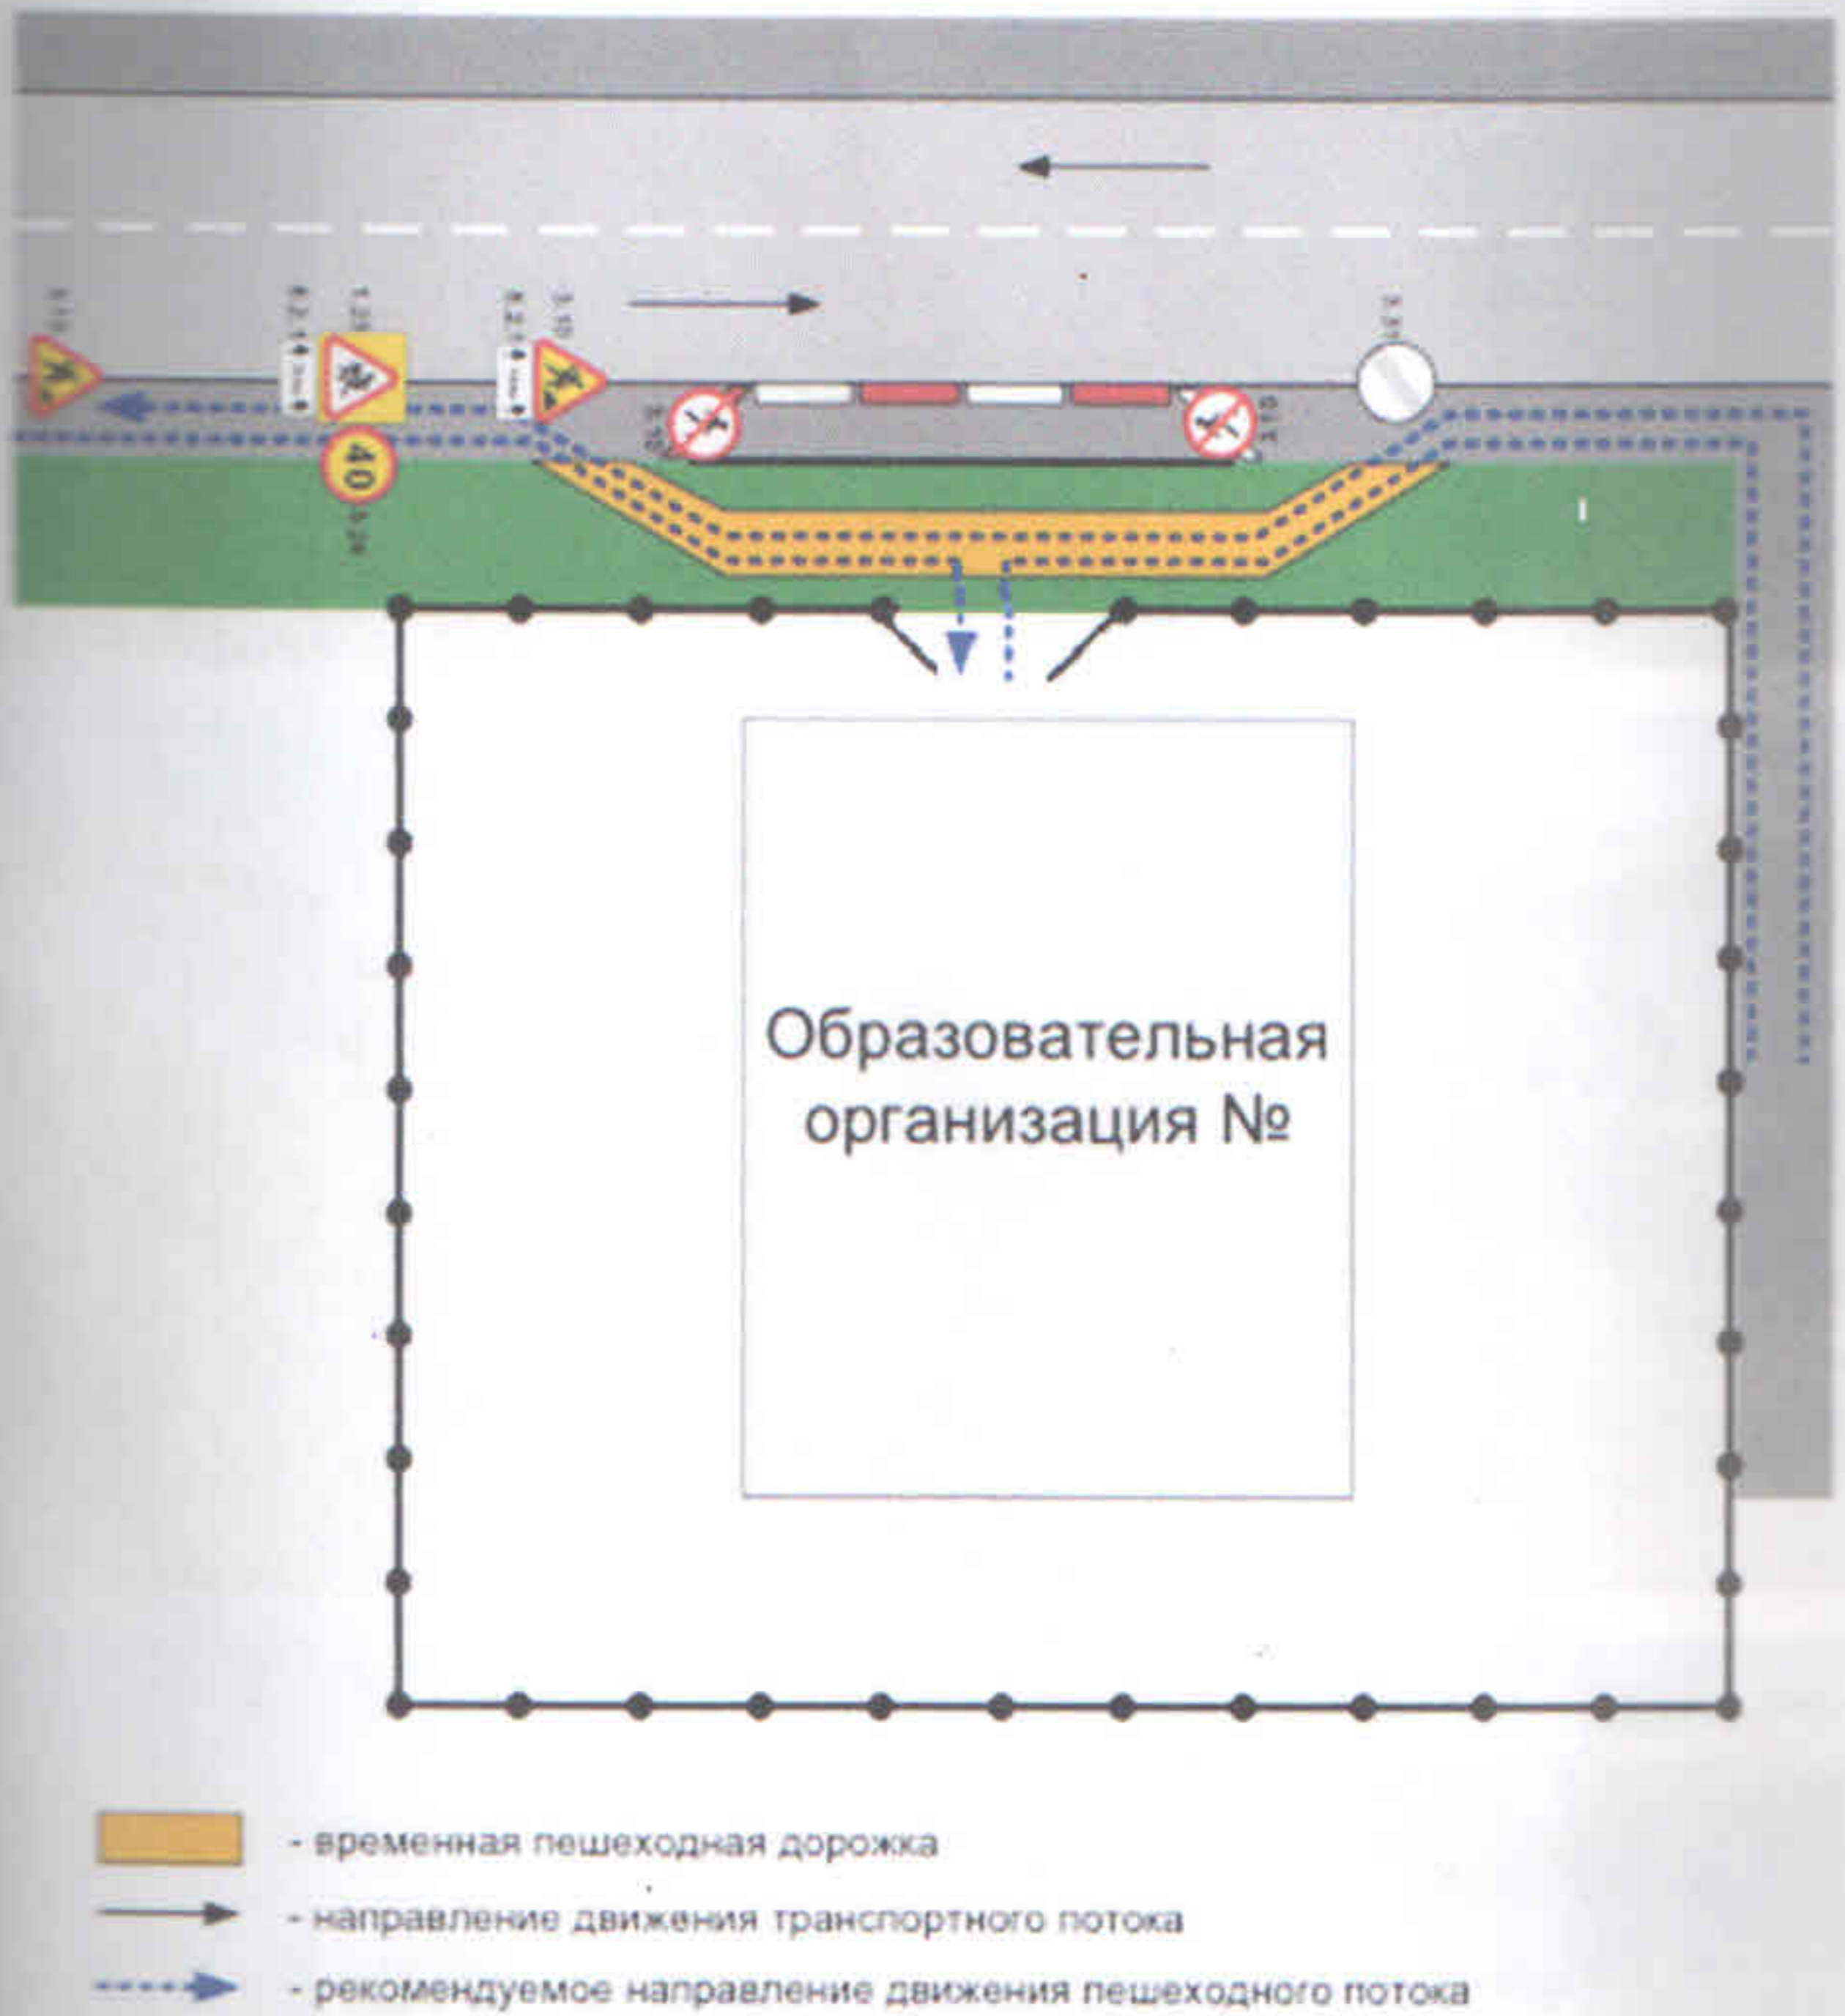 40
Образовательная
организация №
- временная пешеходная дорожка
- направление движения транспортного потока
- рекомендуемое направление движения пешеходного потока